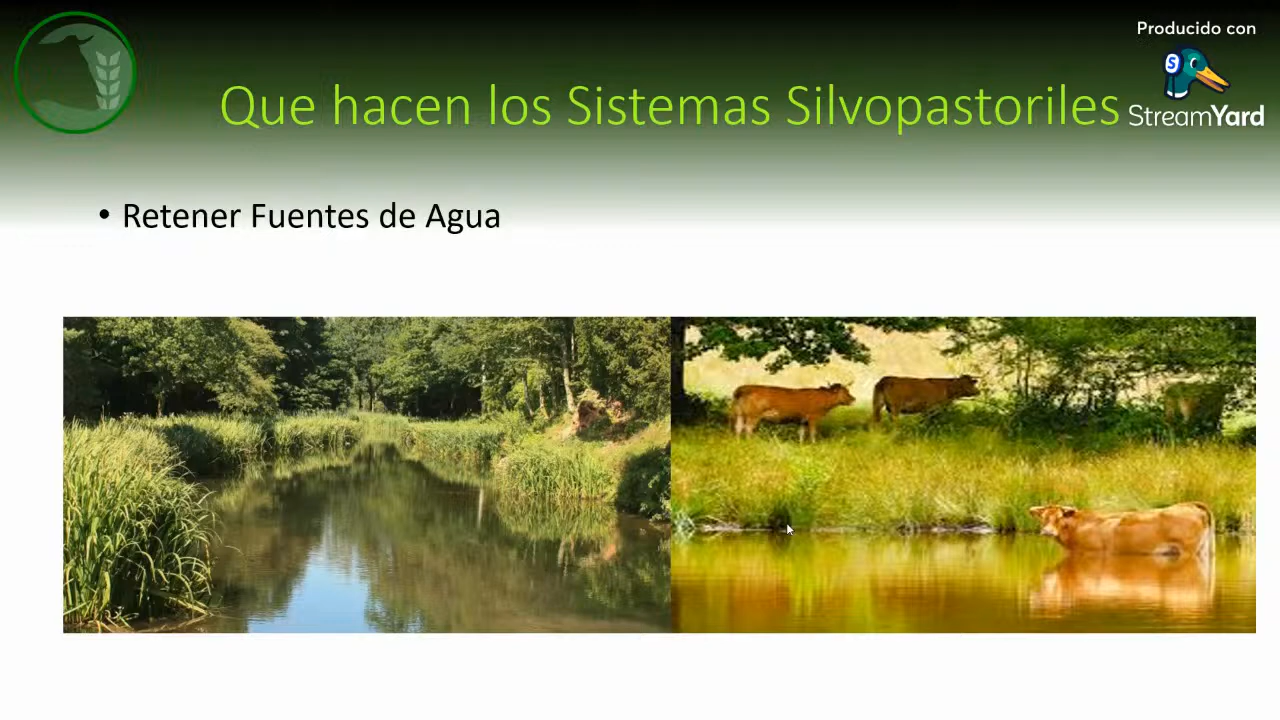 Producido con
StreamYard
Que hacen los Sistemas Silvopastoriles
• Retener Fuentes de Agua